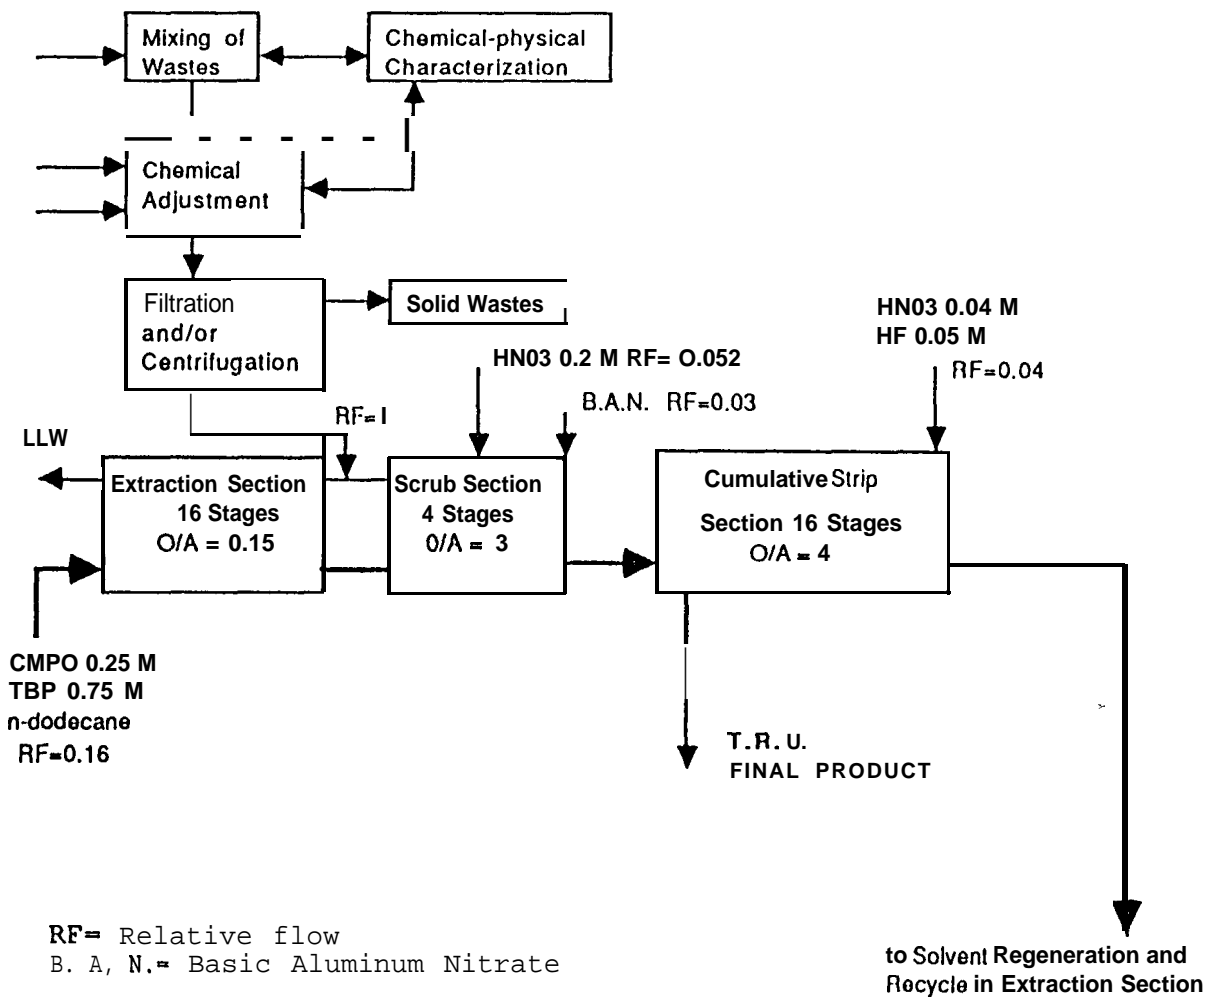 Mixing of
Wastes
Chemical-physical
Characterization
Chemical
Adjustment
Filtration
and/or
Centrifugation
Solid Wastes
HN03 0.2 M RF= O.052
B.A.N. RF=0.03
HN03 0.04 M
HF 0.05 M
RF=0.04
RF=I
LLW
Extraction Section
16 Stages
O/A = 0.15
Scrub Section
4 Stages
0/A = 3
Cumulative Strip
Section 16 Stages
O/A = 4
CMPO 0.25 M
TBP 0.75 M
n-dodecane
RF=0.16
T.R.U.
FINAL PRODUCT
RF= Relative flow
B. A, N.= Basic Aluminum Nitrate
to Solvent Regeneration and
Recycle in Extraction Section